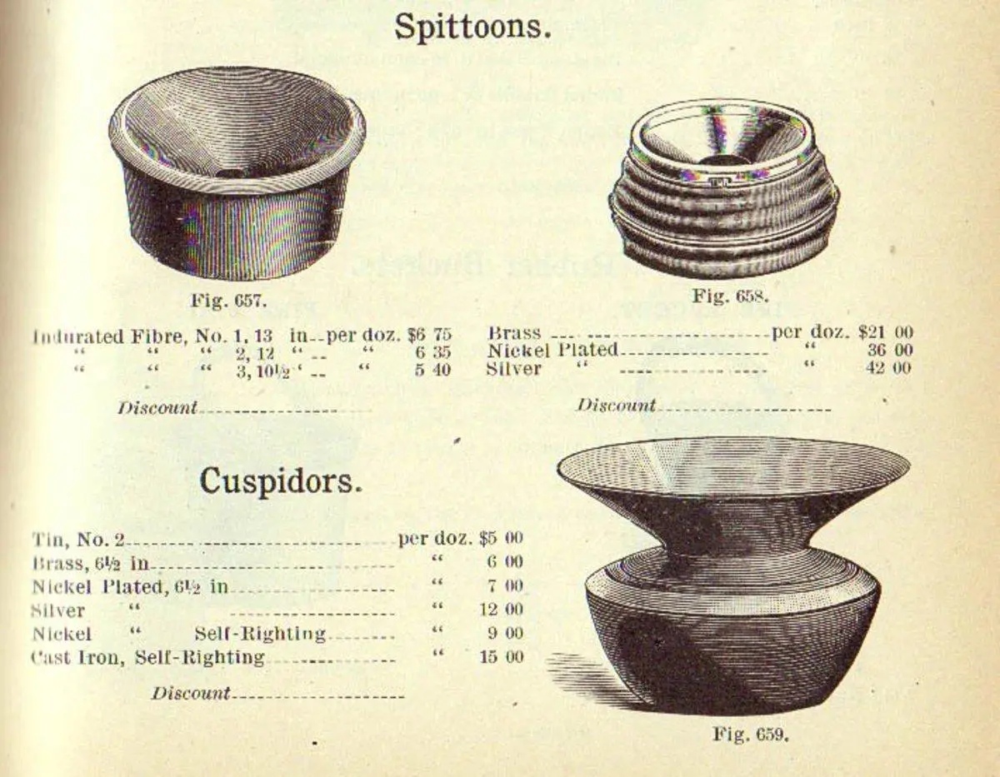 Spittoons.
Fig. 657.
Indurated Fibre, No. 1, 13 in--per doz. $6 75
“ “ “ 2, 12 “ -- “ 6 35
“ “ “ 3, 10½ “ -- “ 5 40
Discount
Fig. 658.
Brass per doz. $21 00
Nickel Plated “ 36 00
Silver “ “ 42 00
Discount
Cuspidors.
Tin, No. 2 per doz. $5 00
Brass, 6½ in “ 6 00
Nickel Plated, 6½ in “ 7 00
Silver “ “ 12 00
Nickel “ Self-Righting “ 9 00
Cast Iron, Self-Righting “ 15 00
Discount
Fig. 659.